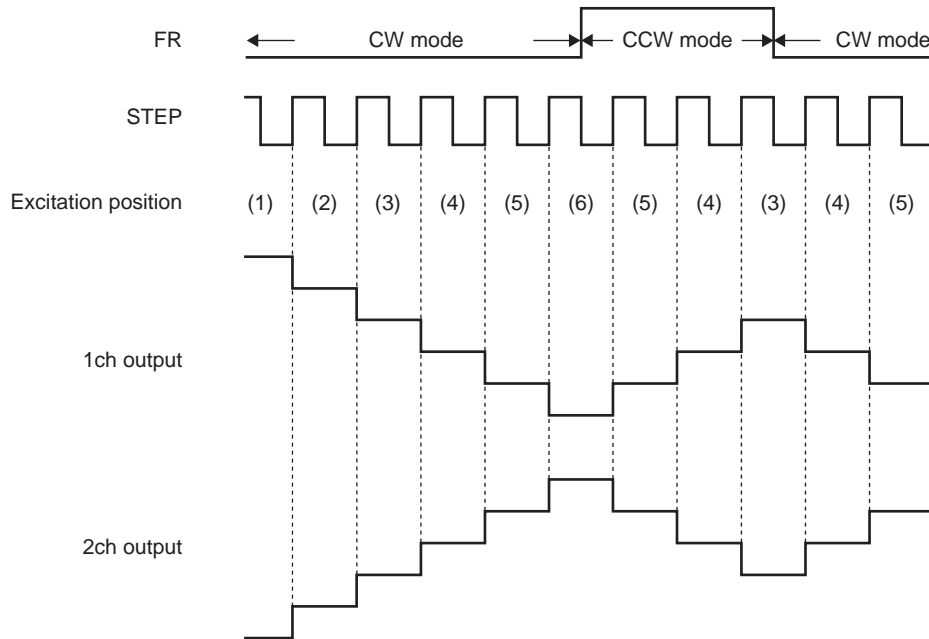 FR
CW mode
CCW mode
CW mode
STEP
Excitation position
(1) (2) (3) (4) (5) (6) (5) (4) (3) (4) (5)
1ch output
2ch output